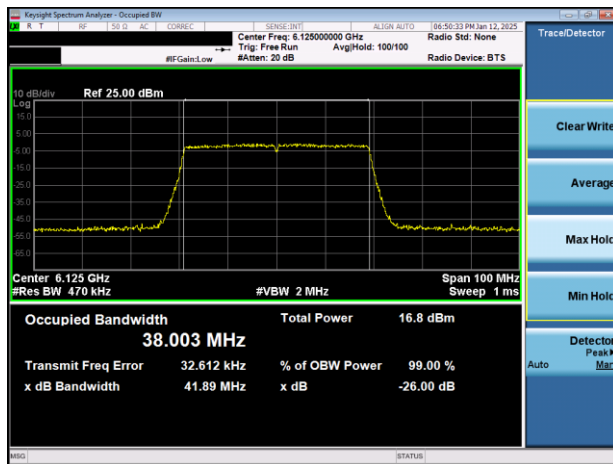 Keysight Spectrum Analyzer - Occupied BW
R T RF 50 Ω AC CORREC SENSE:INT ALIGN AUTO 06:50:33 PM Jan 12, 2025
Center Freq: 6.125000000 GHz Radio Std: None
Trig: Free Run Avg|Hold: 100/100
#IFGain:Low #Atten: 20 dB Radio Device: BTS
Trace/Detector
10 dB/div Ref 25.00 dBm
Log
15.0
5.00
-5.00
-15.0
-25.0
-35.0
-45.0
-55.0
-65.0
Center 6.125 GHz Span 100 MHz
#Res BW 470 kHz #VBW 2 MHz Sweep 1 ms
Occupied Bandwidth Total Power 16.8 dBm
38.003 MHz
Transmit Freq Error 32.612 kHz % of OBW Power 99.00 %
x dB Bandwidth 41.89 MHz x dB -26.00 dB
Clear Write
Average
Max Hold
Min Hold
Detector
Peak
Auto Man
MSG STATUS